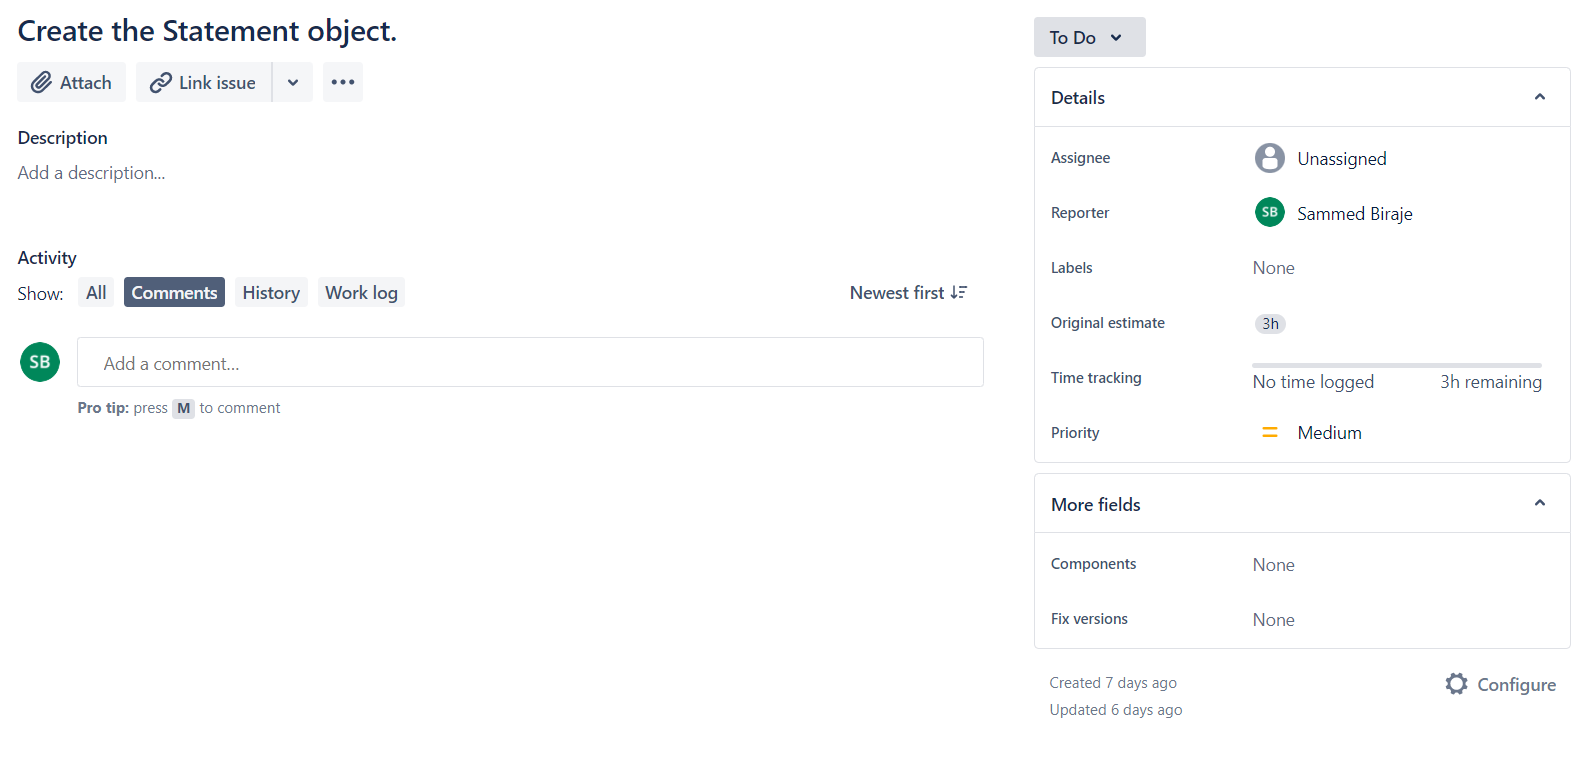 Create the Statement object.
Attach
Link issue
Description
Add a description...
Activity
Show: All Comments History Work log Newest first
SB Add a comment...
Pro tip: press M to comment
To Do
Details
Assignee Unassigned
Reporter SB Sammed Biraje
Labels None
Original estimate 3h
Time tracking No time logged 3h remaining
Priority Medium
More fields
Components None
Fix versions None
Created 7 days ago Configure
Updated 6 days ago